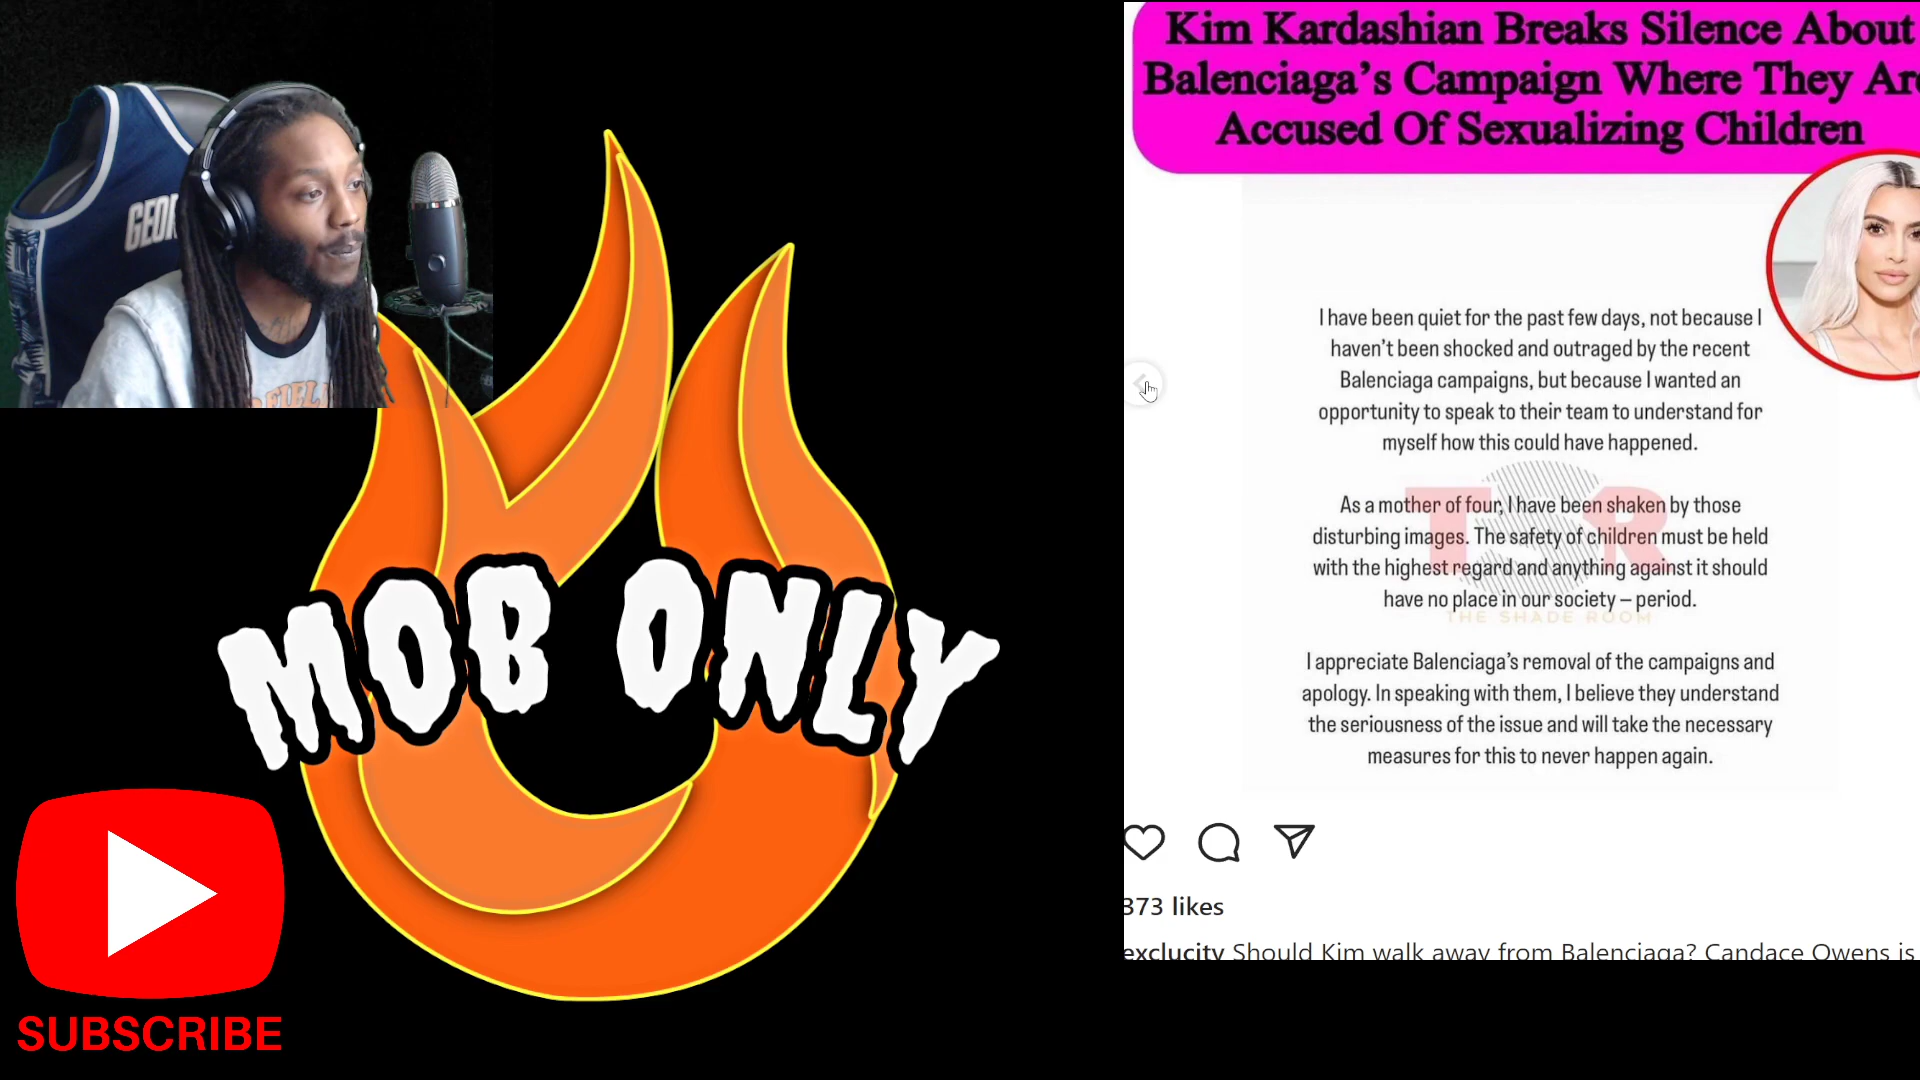 Kim Kardashian Breaks Silence About
Balenciaga's Campaign Where They Are
Accused Of Sexualizing Children
GEOR
FIEL
I have been quiet for the past few days, not because I
haven't been shocked and outraged by the recent
Balenciaga campaigns, but because I wanted an
opportunity to speak to their team to understand for
myself how this could have happened.
As a mother of four, I have been shaken by those
disturbing images. The safety of children must be held
with the highest regard and anything against it should
have no place in our society – period.
TSR
THE SHADE ROOM
I appreciate Balenciaga's removal of the campaigns and
apology. In speaking with them, I believe they understand
the seriousness of the issue and will take the necessary
measures for this to never happen again.
MOB ONLY
SUBSCRIBE
373 likes
exclucity Should Kim walk away from Balenciaga? Candace Owens is